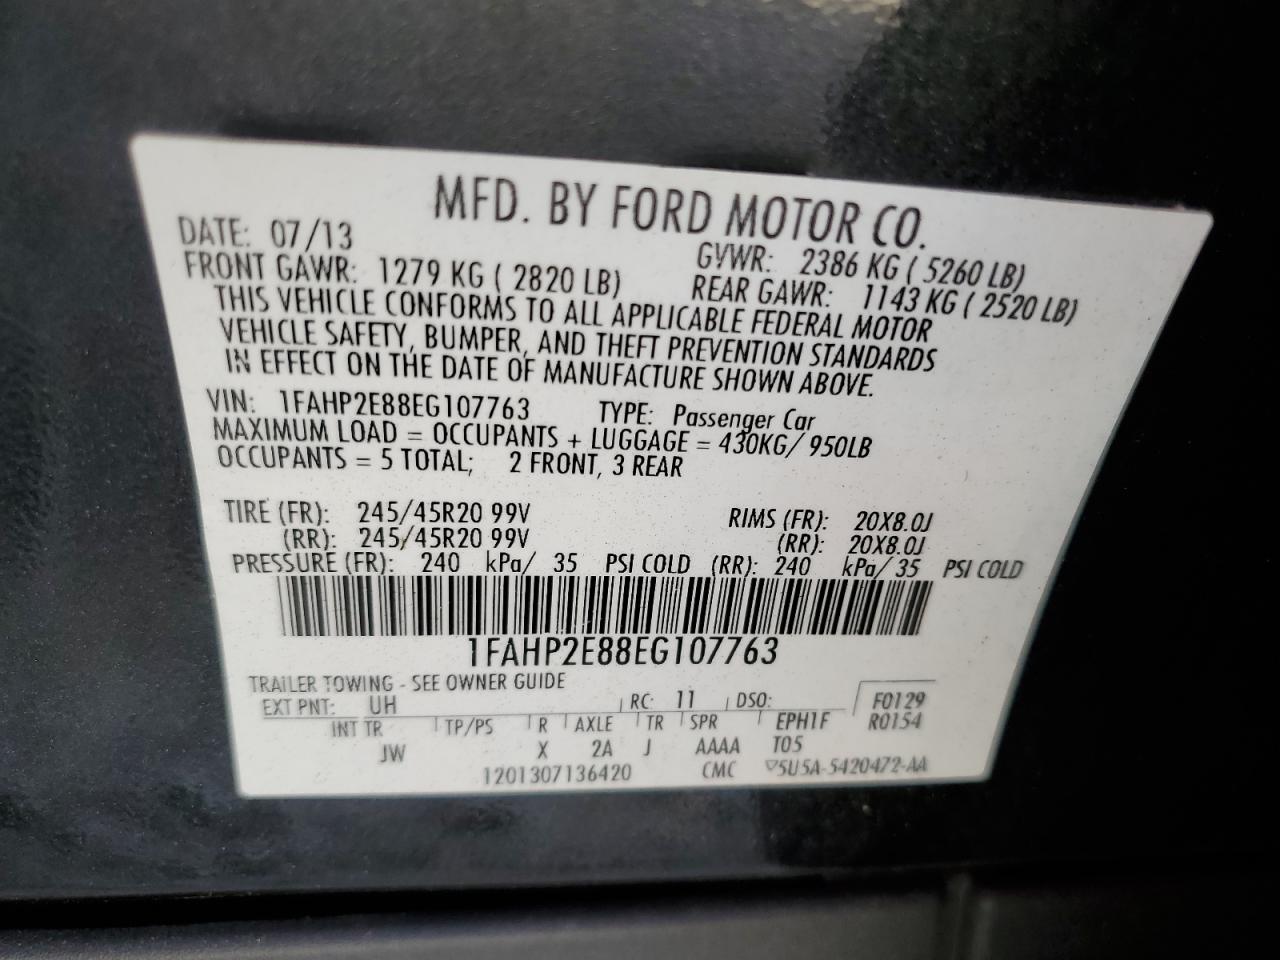 MFD. BY FORD MOTOR CO.
DATE: 07/13 GVWR: 2386 KG ( 5260 LB)
FRONT GAWR: 1279 KG ( 2820 LB) REAR GAWR: 1143 KG ( 2520 LB)
THIS VEHICLE CONFORMS TO ALL APPLICABLE FEDERAL MOTOR
VEHICLE SAFETY, BUMPER, AND THEFT PREVENTION STANDARDS
IN EFFECT ON THE DATE OF MANUFACTURE SHOWN ABOVE.
VIN: 1FAHP2E88EG107763 TYPE: Passenger Car
MAXIMUM LOAD = OCCUPANTS + LUGGAGE = 430KG/ 950LB
OCCUPANTS = 5 TOTAL; 2 FRONT, 3 REAR
TIRE (FR): 245/45R20 99V RIMS (FR): 20X8.0J
(RR): 245/45R20 99V (RR): 20X8.0J
PRESSURE (FR): 240 kPa/ 35 PSI COLD (RR): 240 kPa/ 35 PSI COLD
1FAHP2E88EG107763
TRAILER TOWING - SEE OWNER GUIDE
EXT PNT: UH RC: 11 DSO: F0129
INT TR TP/PS R AXLE TR SPR EPH1F R0154
JW X 2A J AAAA T05
1201307136420 CMC ▽5U5A-5420472-AA